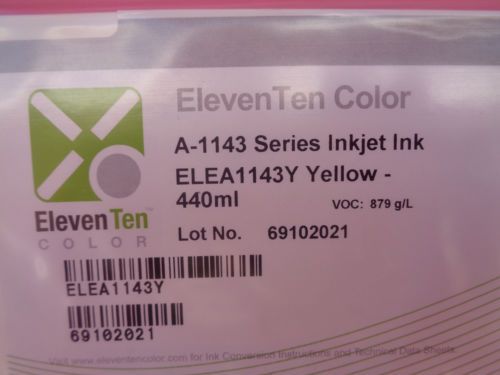 ElevenTen Color
A-1143 Series Inkjet Ink
ELEA1143Y Yellow -
440ml VOC: 879 g/L
Lot No. 69102021
ElevenTen™
COLOR
ELEA1143Y
69102021
Visit www.eleventencolor.com for Ink Conversion Instructions and Technical Data Sheets.